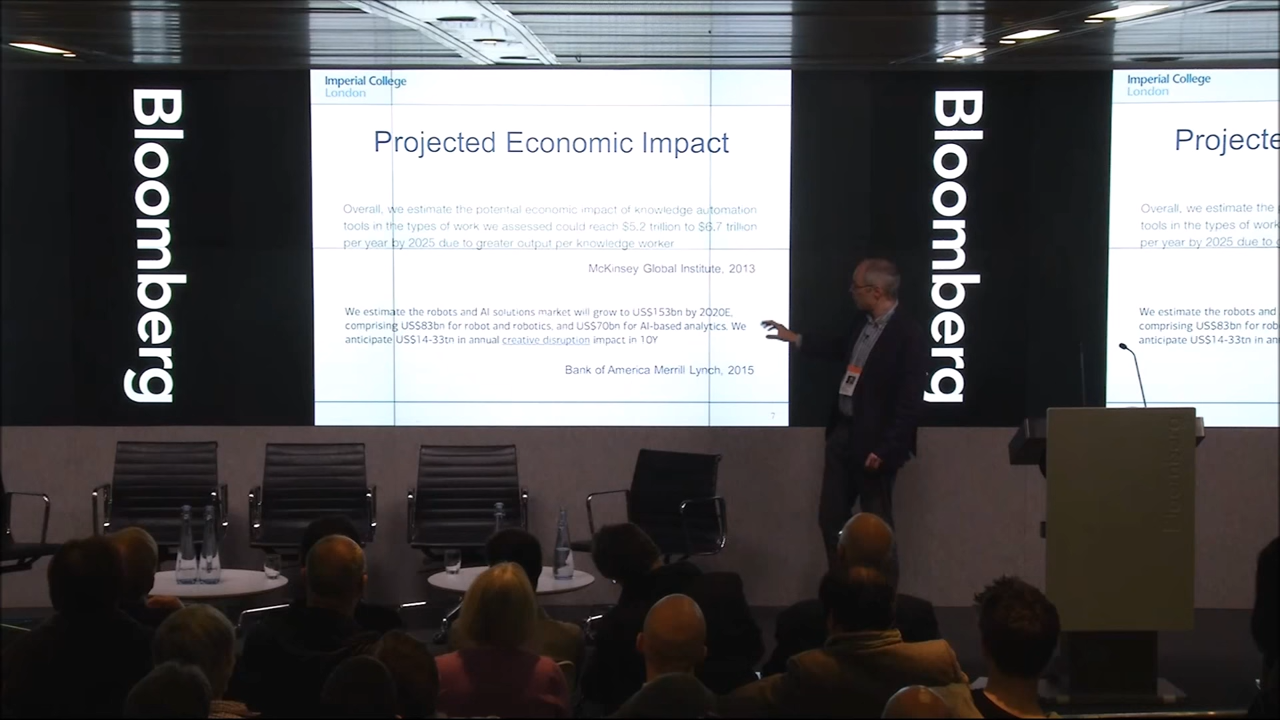 Bloomberg
Imperial College
London
Projected Economic Impact
Overall, we estimate the potential economic impact of knowledge automation
tools in the types of work we assessed could reach $5.2 trillion to $6.7 trillion
per year by 2025 due to greater output per knowledge worker
McKinsey Global Institute, 2013
We estimate the robots and AI solutions market will grow to US$153bn by 2020E,
comprising US$83bn for robot and robotics, and US$70bn for AI-based analytics. We
anticipate US$14-33tn in annual creative disruption impact in 10Y
Bank of America Merrill Lynch, 2015
7
Bloomberg
Imperial College
London
Projecte
Overall, we estimate the
tools in the types of work
per year by 2025 due to
We estimate the robots and
comprising US$83bn for rob
anticipate US$14-33tn in an
Bloomberg